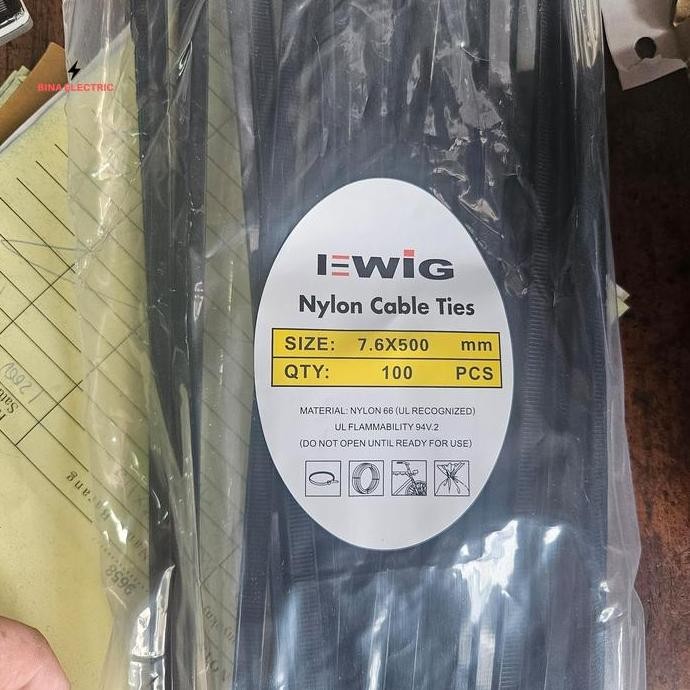 BINA ELECTRIC
EWIG
Nylon Cable Ties
SIZE: 7.6X500 mm
QTY: 100 PCS
MATERIAL: NYLON 66 (UL RECOGNIZED)
UL FLAMMABILITY 94V.2
(DO NOT OPEN UNTIL READY FOR USE)
9658